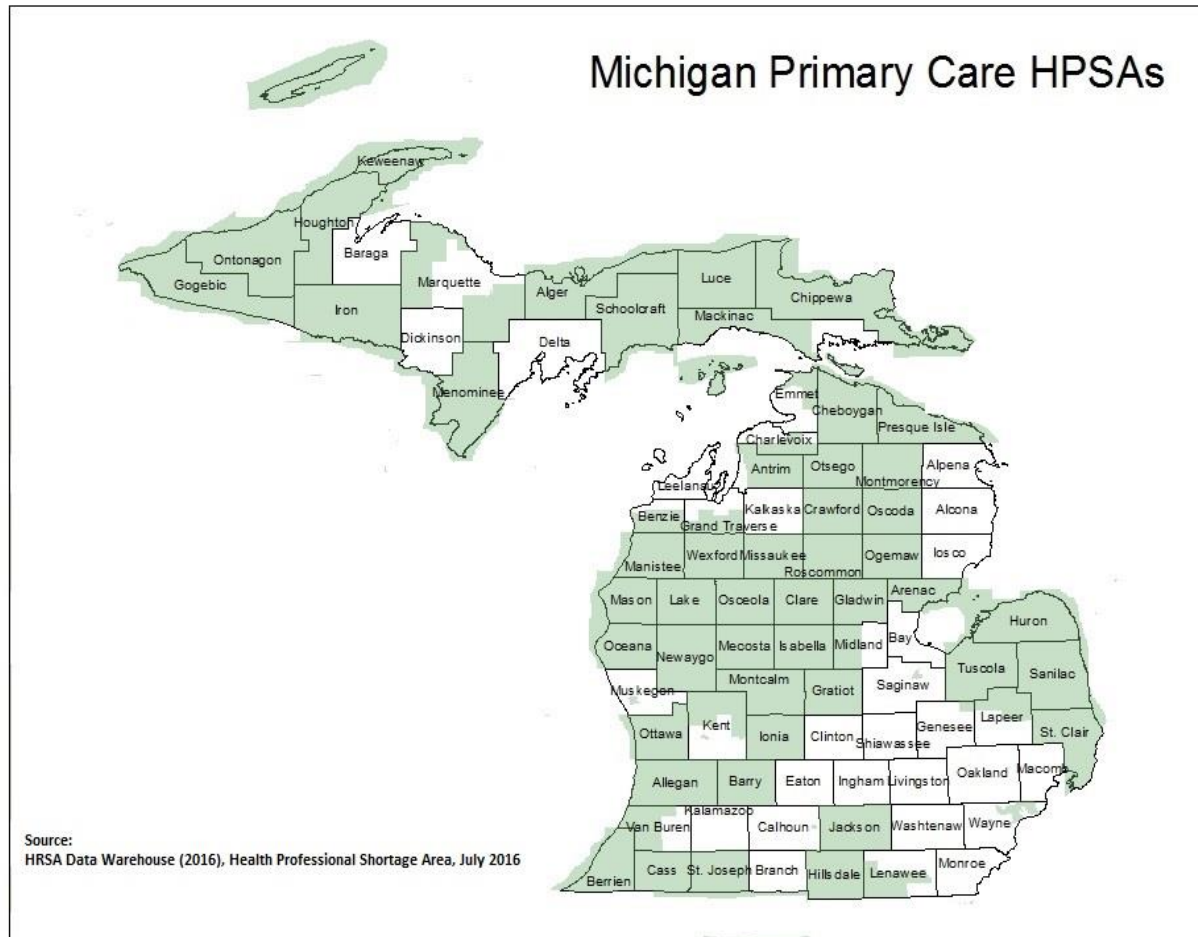 Michigan Primary Care HPSAs
Keweenaw
Houghton
Baraga
Ontonagon
Gogebic
Marquette
Iron
Alger
Luce
Chippewa
Schoolcraft
Mackinac
Dickinson
Delta
Menominee
Emmet
Cheboygan
Presque Isle
Charlevoix
Antrim
Otsego
Montmorency
Alpena
Leelanau
Benzie
Grand Traverse
Kalkaska
Crawford
Oscoda
Alcona
Manistee
Wexford
Missaukee
Roscommon
Ogemaw
Iosco
Arenac
Mason
Lake
Osceola
Clare
Gladwin
Huron
Oceana
Newaygo
Mecosta
Isabella
Midland
Bay
Tuscola
Sanilac
Muskegon
Montcalm
Gratiot
Saginaw
Kent
Ottawa
Ionia
Clinton
Shiawassee
Genesee
Lapeer
St. Clair
Allegan
Barry
Eaton
Ingham
Livingston
Oakland
Macomb
Van Buren
Kalamazoo
Calhoun
Jackson
Washtenaw
Wayne
Berrien
Cass
St. Joseph
Branch
Hillsdale
Lenawee
Monroe
Source:
HRSA Data Warehouse (2016), Health Professional Shortage Area, July 2016